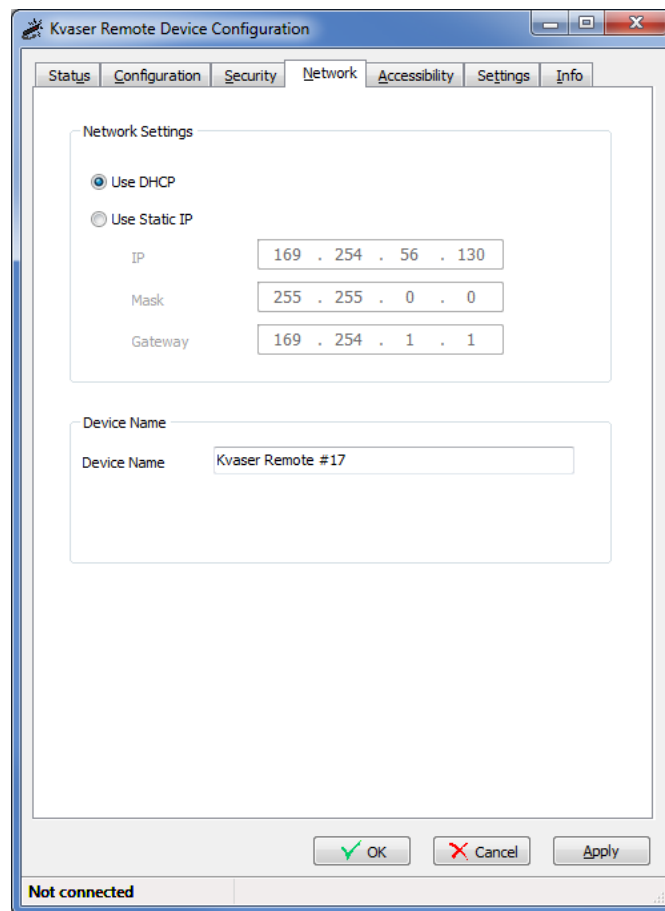 Kvaser Remote Device Configuration
Status Configuration Security Network Accessibility Settings Info
Network Settings
Use DHCP
Use Static IP
IP 169 . 254 . 56 . 130
Mask 255 . 255 . 0 . 0
Gateway 169 . 254 . 1 . 1
Device Name
Device Name Kvaser Remote #17
OK Cancel Apply
Not connected